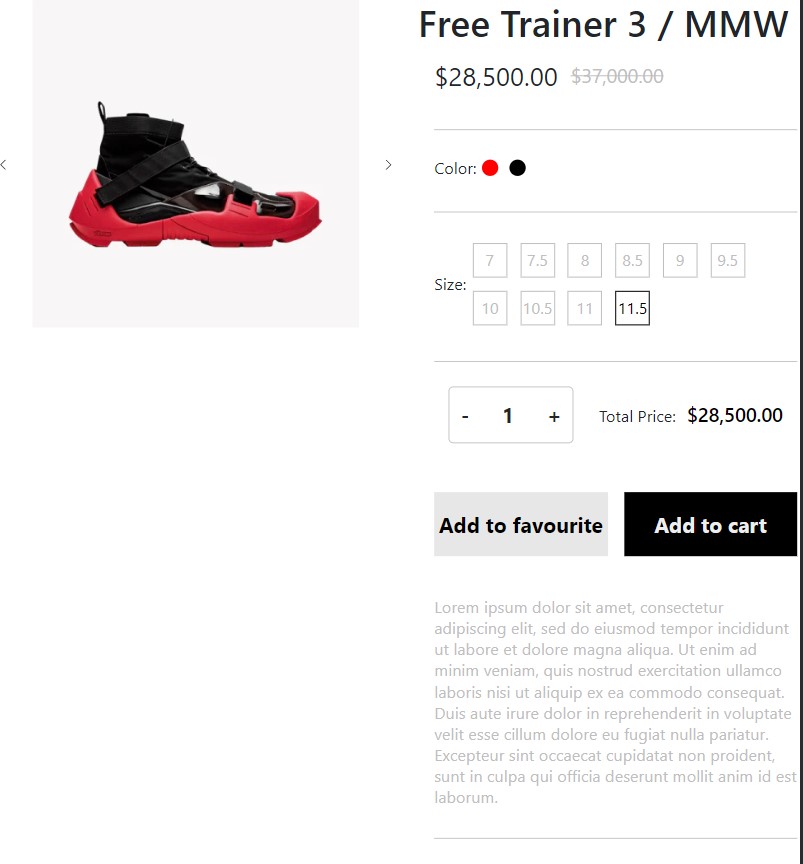 Free Trainer 3 / MMW
$28,500.00 $37,000.00
Color:
Size:
7 7.5 8 8.5 9 9.5
10 10.5 11 11.5
- 1 + Total Price: $28,500.00
Add to favourite Add to cart
Lorem ipsum dolor sit amet, consectetur
adipiscing elit, sed do eiusmod tempor incididunt
ut labore et dolore magna aliqua. Ut enim ad
minim veniam, quis nostrud exercitation ullamco
laboris nisi ut aliquip ex ea commodo consequat.
Duis aute irure dolor in reprehenderit in voluptate
velit esse cillum dolore eu fugiat nulla pariatur.
Excepteur sint occaecat cupidatat non proident,
sunt in culpa qui officia deserunt mollit anim id est
laborum.